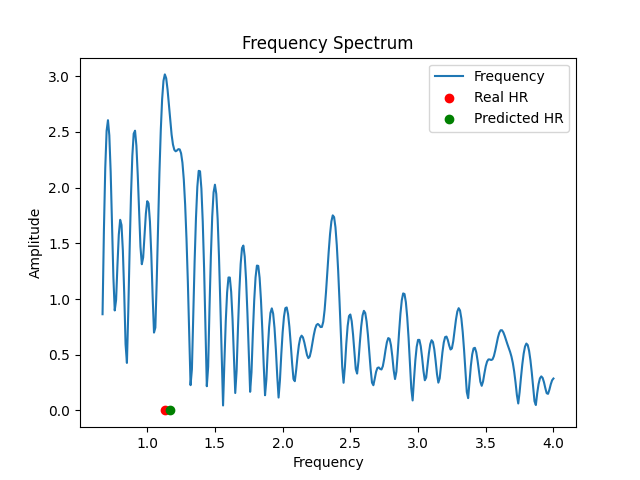 Frequency Spectrum
Frequency
Real HR
Predicted HR
Amplitude
3.0
2.5
2.0
1.5
1.0
0.5
0.0
1.0 1.5 2.0 2.5 3.0 3.5 4.0
Frequency